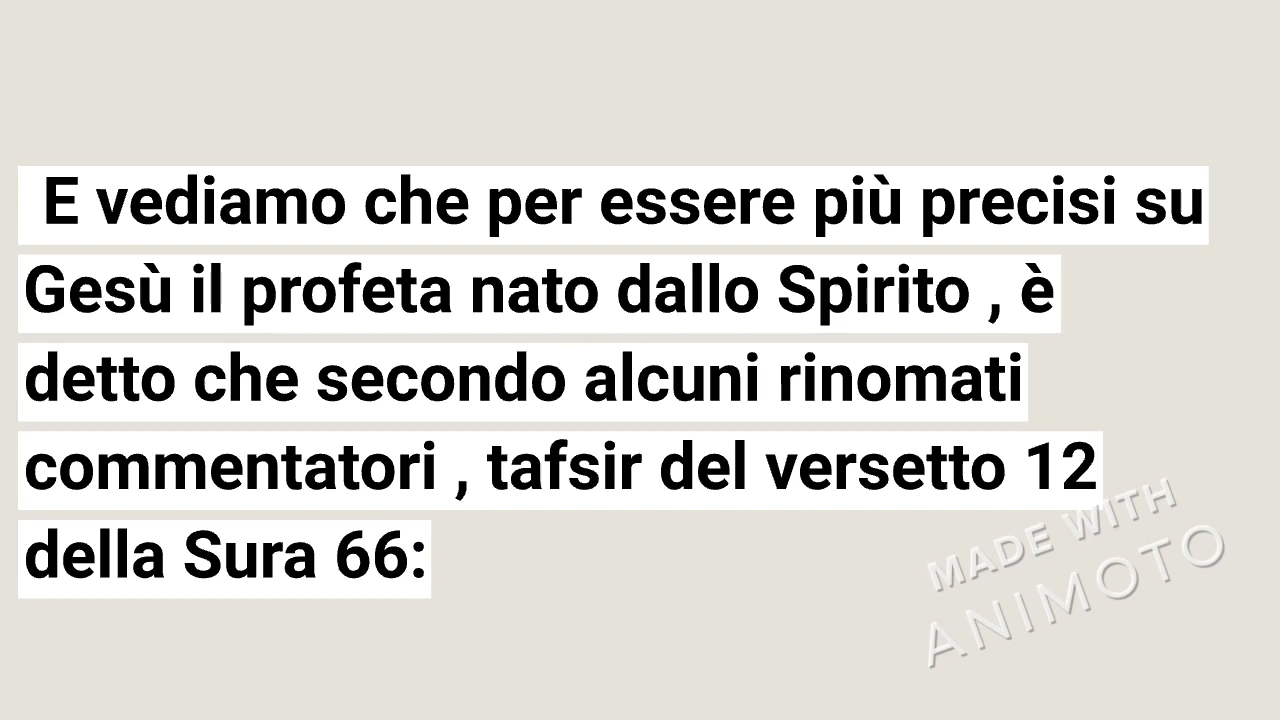 E vediamo che per essere più precisi su
Gesù il profeta nato dallo Spirito , è
detto che secondo alcuni rinomati
commentatori , tafsir del versetto 12
della Sura 66:
MADE WITH
ANIMOTO